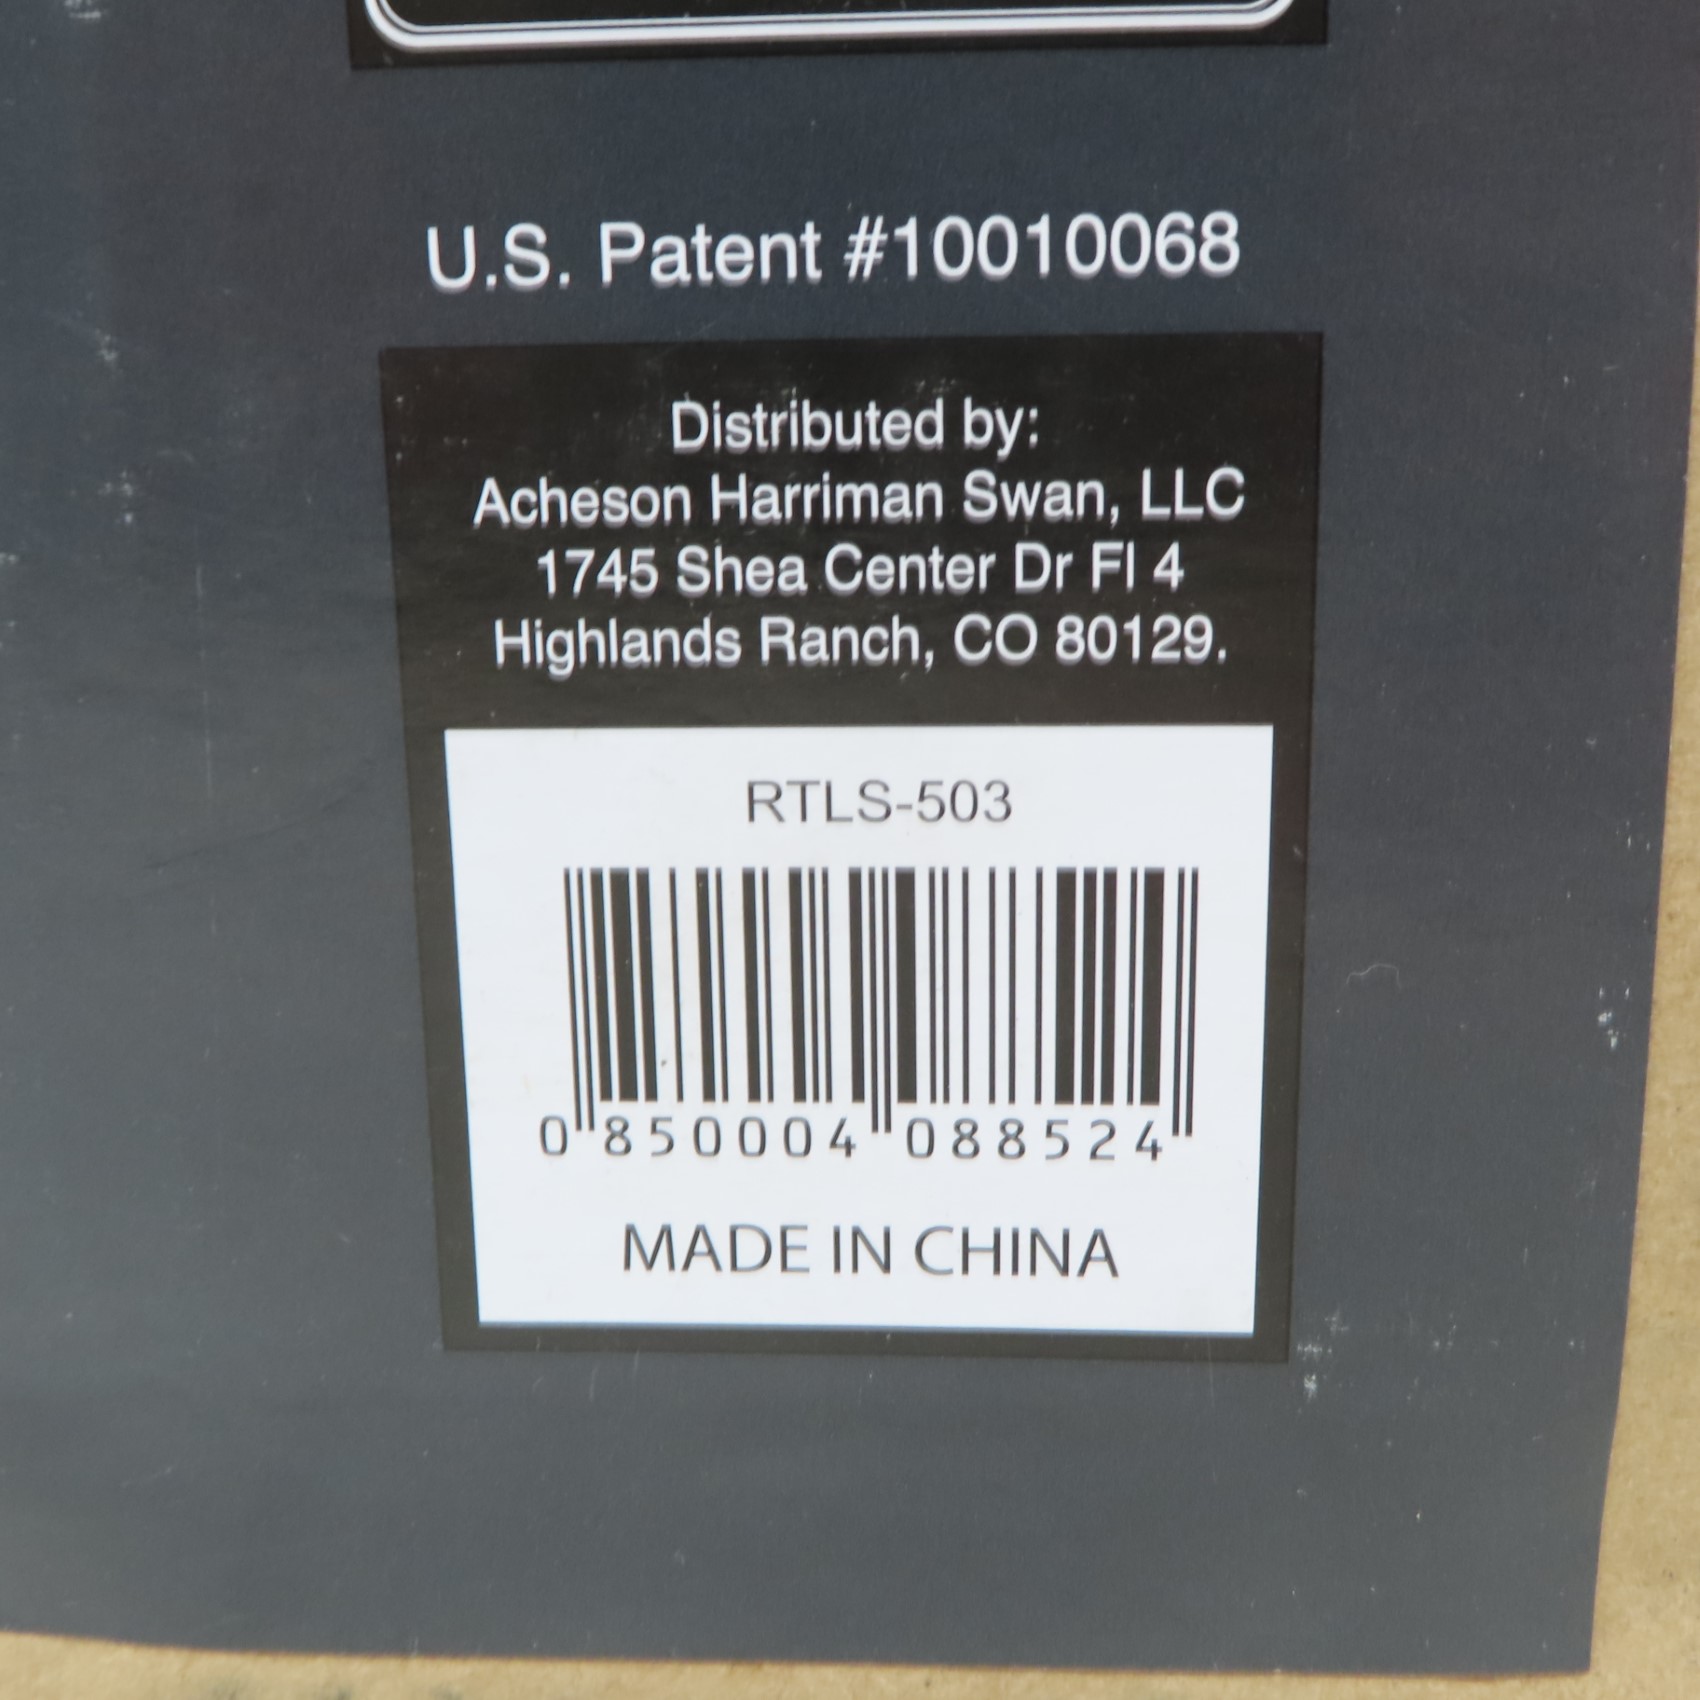 U.S. Patent #10010068
Distributed by:
Acheson Harriman Swan, LLC
1745 Shea Center Dr Fl 4
Highlands Ranch, CO 80129.
RTLS-503
0 850004 088524
MADE IN CHINA